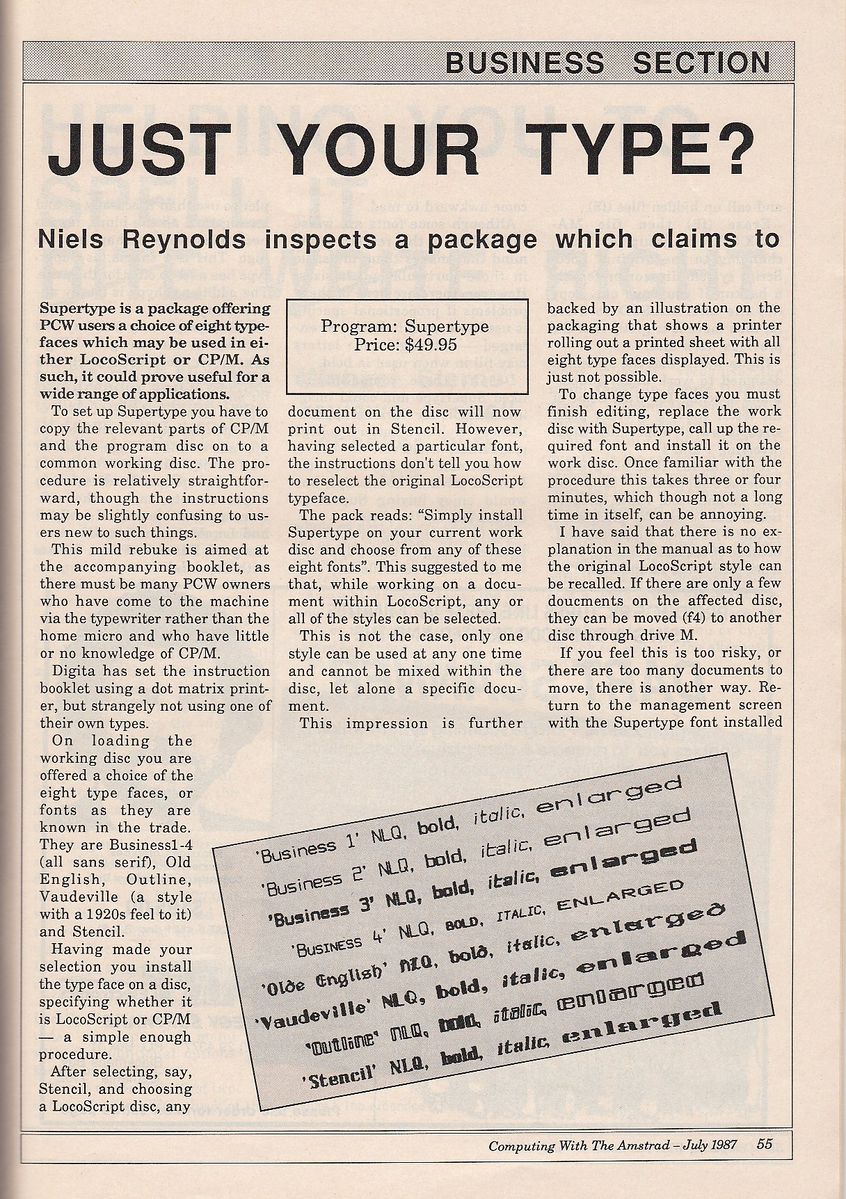 BUSINESS SECTION
JUST YOUR TYPE?
Niels Reynolds inspects a package which claims to
Supertype is a package offering
PCW users a choice of eight type-
faces which may be used in ei-
ther LocoScript or CP/M. As
such, it could prove useful for a
wide range of applications.
To set up Supertype you have to
copy the relevant parts of CP/M
and the program disc on to a
common working disc. The pro-
cedure is relatively straightfor-
ward, though the instructions
may be slightly confusing to us-
ers new to such things.
This mild rebuke is aimed at
the accompanying booklet, as
there must be many PCW owners
who have come to the machine
via the typewriter rather than the
home micro and who have little
or no knowledge of CP/M.
Digita has set the instruction
booklet using a dot matrix print-
er, but strangely not using one of
their own types.
On loading the
working disc you are
offered a choice of the
eight type faces, or
fonts as they are
known in the trade.
They are Business1-4
(all sans serif), Old
English, Outline,
Vaudeville (a style
with a 1920s feel to it)
and Stencil.
Having made your
selection you install
the type face on a disc,
specifying whether it
is LocoScript or CP/M
— a simple enough
procedure.
After selecting, say,
Stencil, and choosing
a LocoScript disc, any
Program: Supertype
Price: $49.95
document on the disc will now
print out in Stencil. However,
having selected a particular font,
the instructions don't tell you how
to reselect the original LocoScript
typeface.
The pack reads: “Simply install
Supertype on your current work
disc and choose from any of these
eight fonts”. This suggested to me
that, while working on a docu-
ment within LocoScript, any or
all of the styles can be selected.
This is not the case, only one
style can be used at any one time
and cannot be mixed within the
disc, let alone a specific docu-
ment.
This impression is further
backed by an illustration on the
packaging that shows a printer
rolling out a printed sheet with all
eight type faces displayed. This is
just not possible.
To change type faces you must
finish editing, replace the work
disc with Supertype, call up the re-
quired font and install it on the
work disc. Once familiar with the
procedure this takes three or four
minutes, which though not a long
time in itself, can be annoying.
I have said that there is no ex-
planation in the manual as to how
the original LocoScript style can
be recalled. If there are only a few
doucments on the affected disc,
they can be moved (f4) to another
disc through drive M.
If you feel this is too risky, or
there are too many documents to
move, there is another way. Re-
turn to the management screen
with the Supertype font installed
'Business 1' NLQ, bold, italic, enlarged
'Business 2' NLQ, bold, italic, enlarged
'Business 3' NLQ, bold, italic, enlarged
'BUSINESS 4' NLQ, BOLD, ITALIC, ENLARGED
'Olde English' NLQ, bold, italic, enlarged
'Vaudeville' NLQ, bold, italic, enlarged
'Outline' NLQ, bold, italic, enlarged
'Stencil' NLQ, bold, italic, enlarged
Computing With The Amstrad – July 1987 55